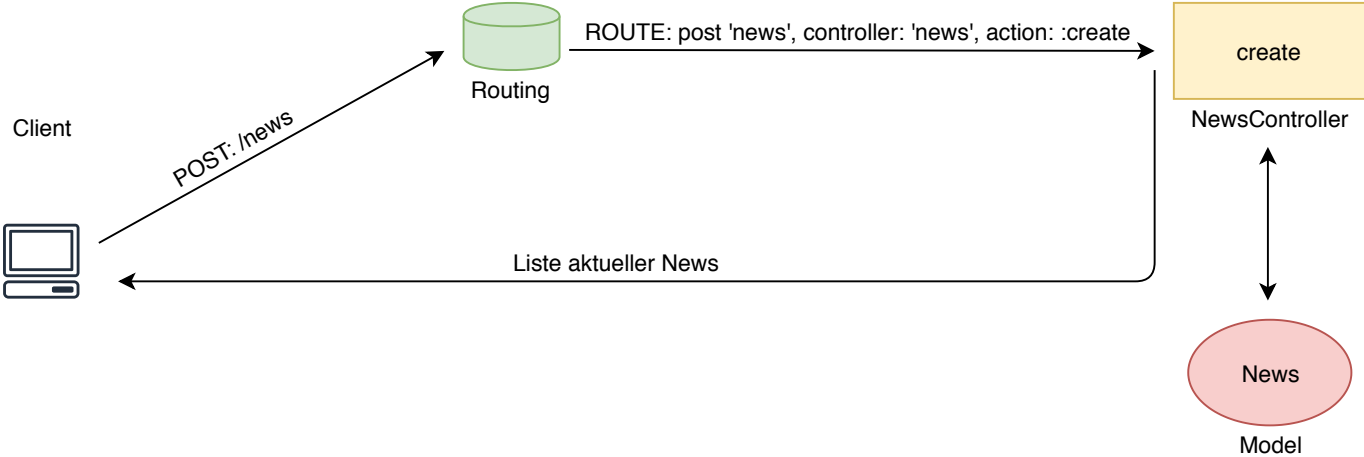 ROUTE: post 'news', controller: 'news', action: :create
create
Routing
NewsController
Client
POST: /news
Liste aktueller News
News
Model